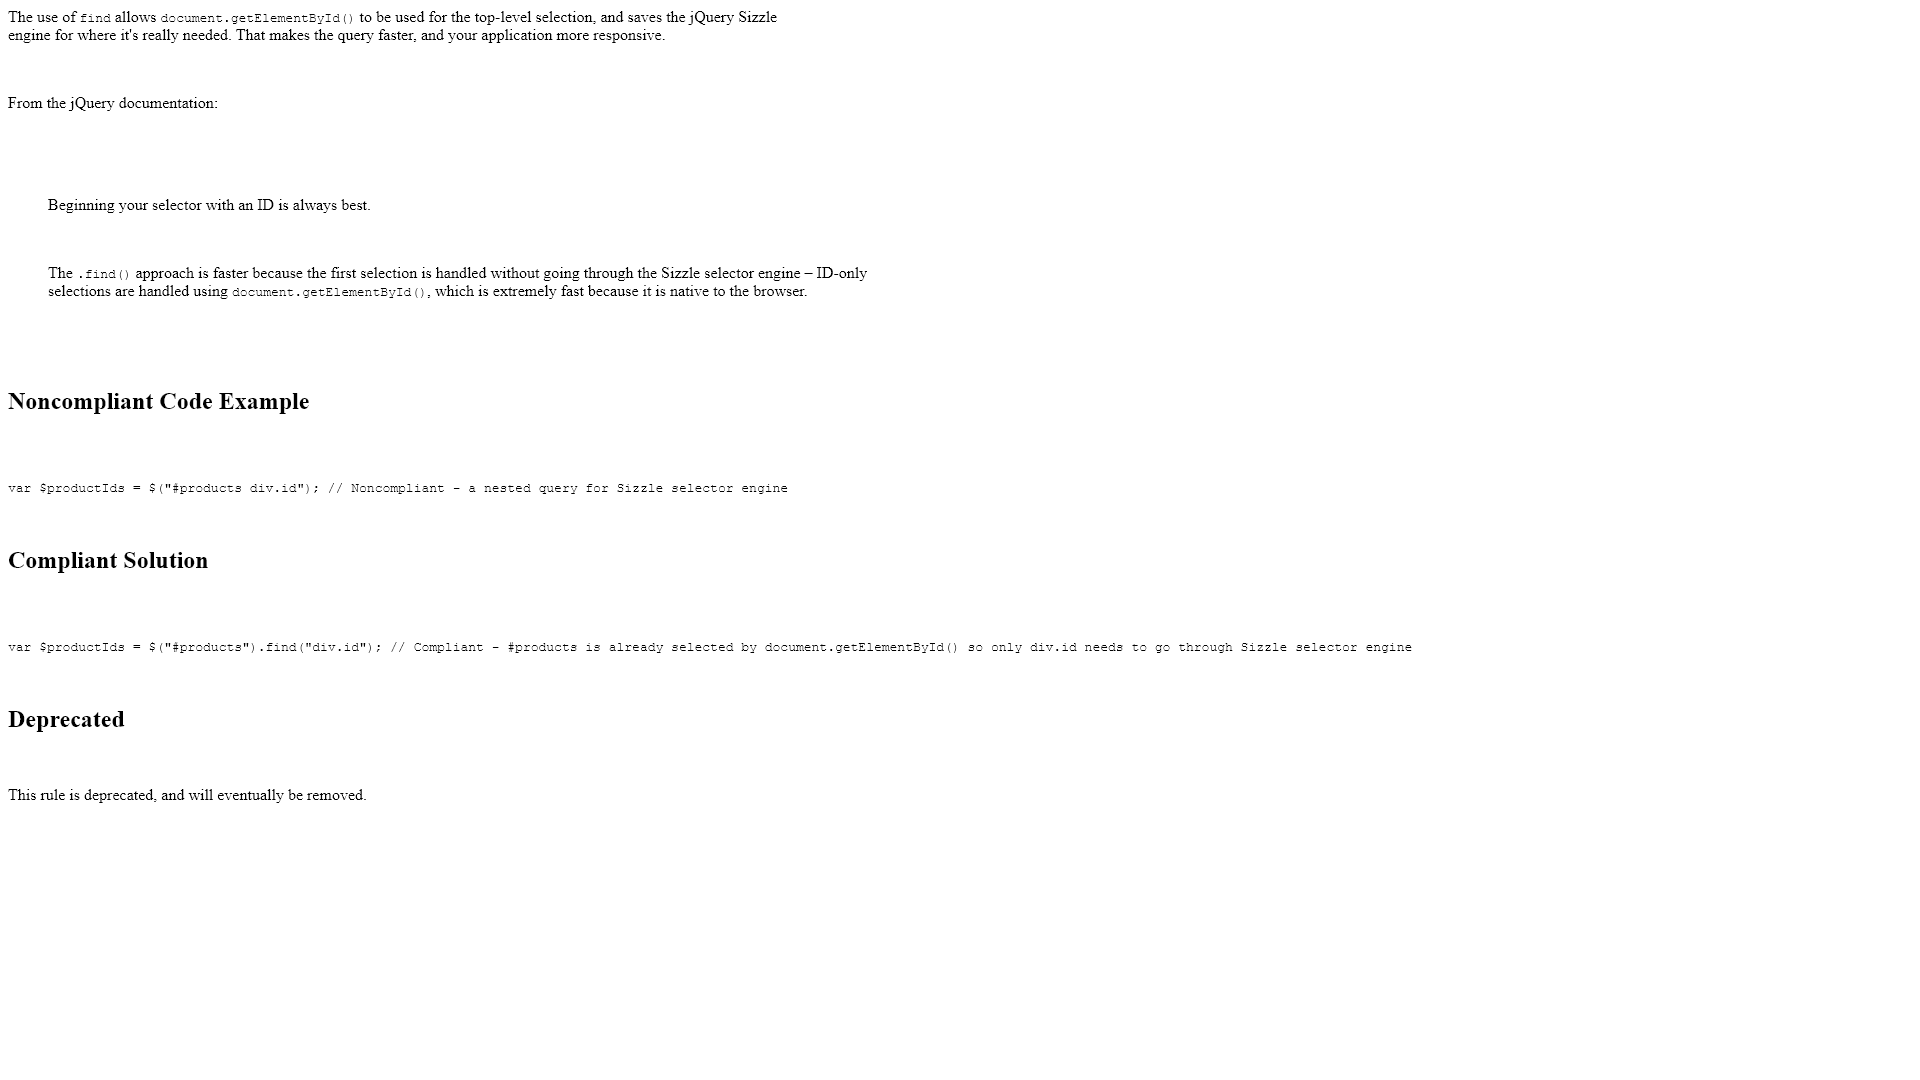 The use of find allows document.getElementById() to be used for the top-level selection, and saves the jQuery Sizzle
engine for where it's really needed. That makes the query faster, and your application more responsive.
From the jQuery documentation:
Beginning your selector with an ID is always best.
The .find() approach is faster because the first selection is handled without going through the Sizzle selector engine – ID-only
selections are handled using document.getElementById(), which is extremely fast because it is native to the browser.
Noncompliant Code Example
var $productIds = $("#products div.id"); // Noncompliant - a nested query for Sizzle selector engine
Compliant Solution
var $productIds = $("#products").find("div.id"); // Compliant - #products is already selected by document.getElementById() so only div.id needs to go through Sizzle selector engine
Deprecated
This rule is deprecated, and will eventually be removed.